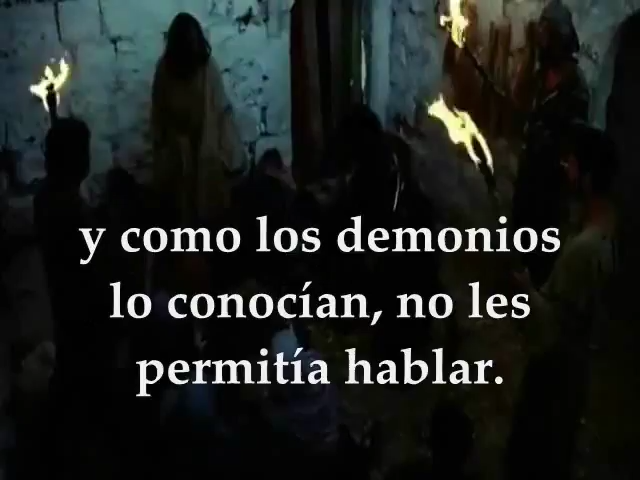 y como los demonios
lo conocían, no les
permitía hablar.